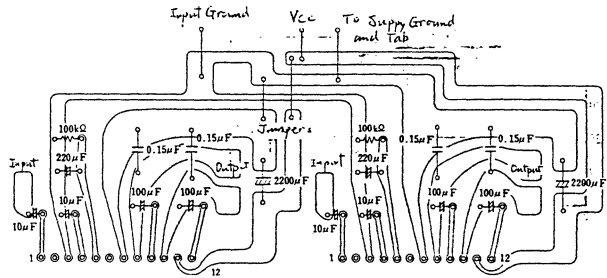 Input Ground
Vcc
To Suppy Ground
and Tab
Jumpers
100kΩ
0.15μF
0.15μF
220μF
Input
Output
2200μF
10μF
100μF
100μF
10μF
1
12
100kΩ
0.15μF
0.15μF
220μF
Input
Output
2200μF
10μF
100μF
100μF
10μF
1
12